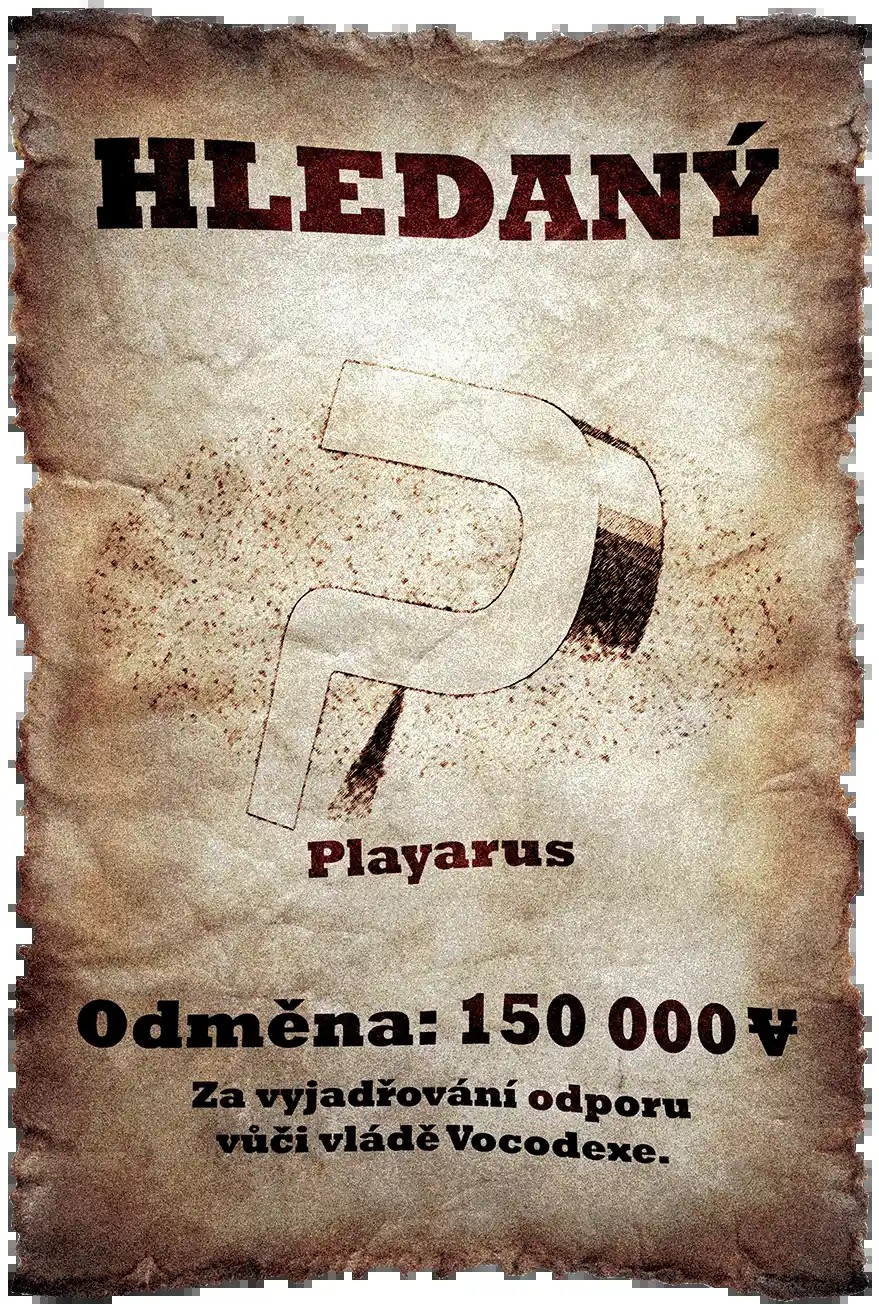 HLEDANÝ
P
Playarus
Odměna: 150 000 ∀
Za vyjadřování odporu
vůči vládě Vocodexe.